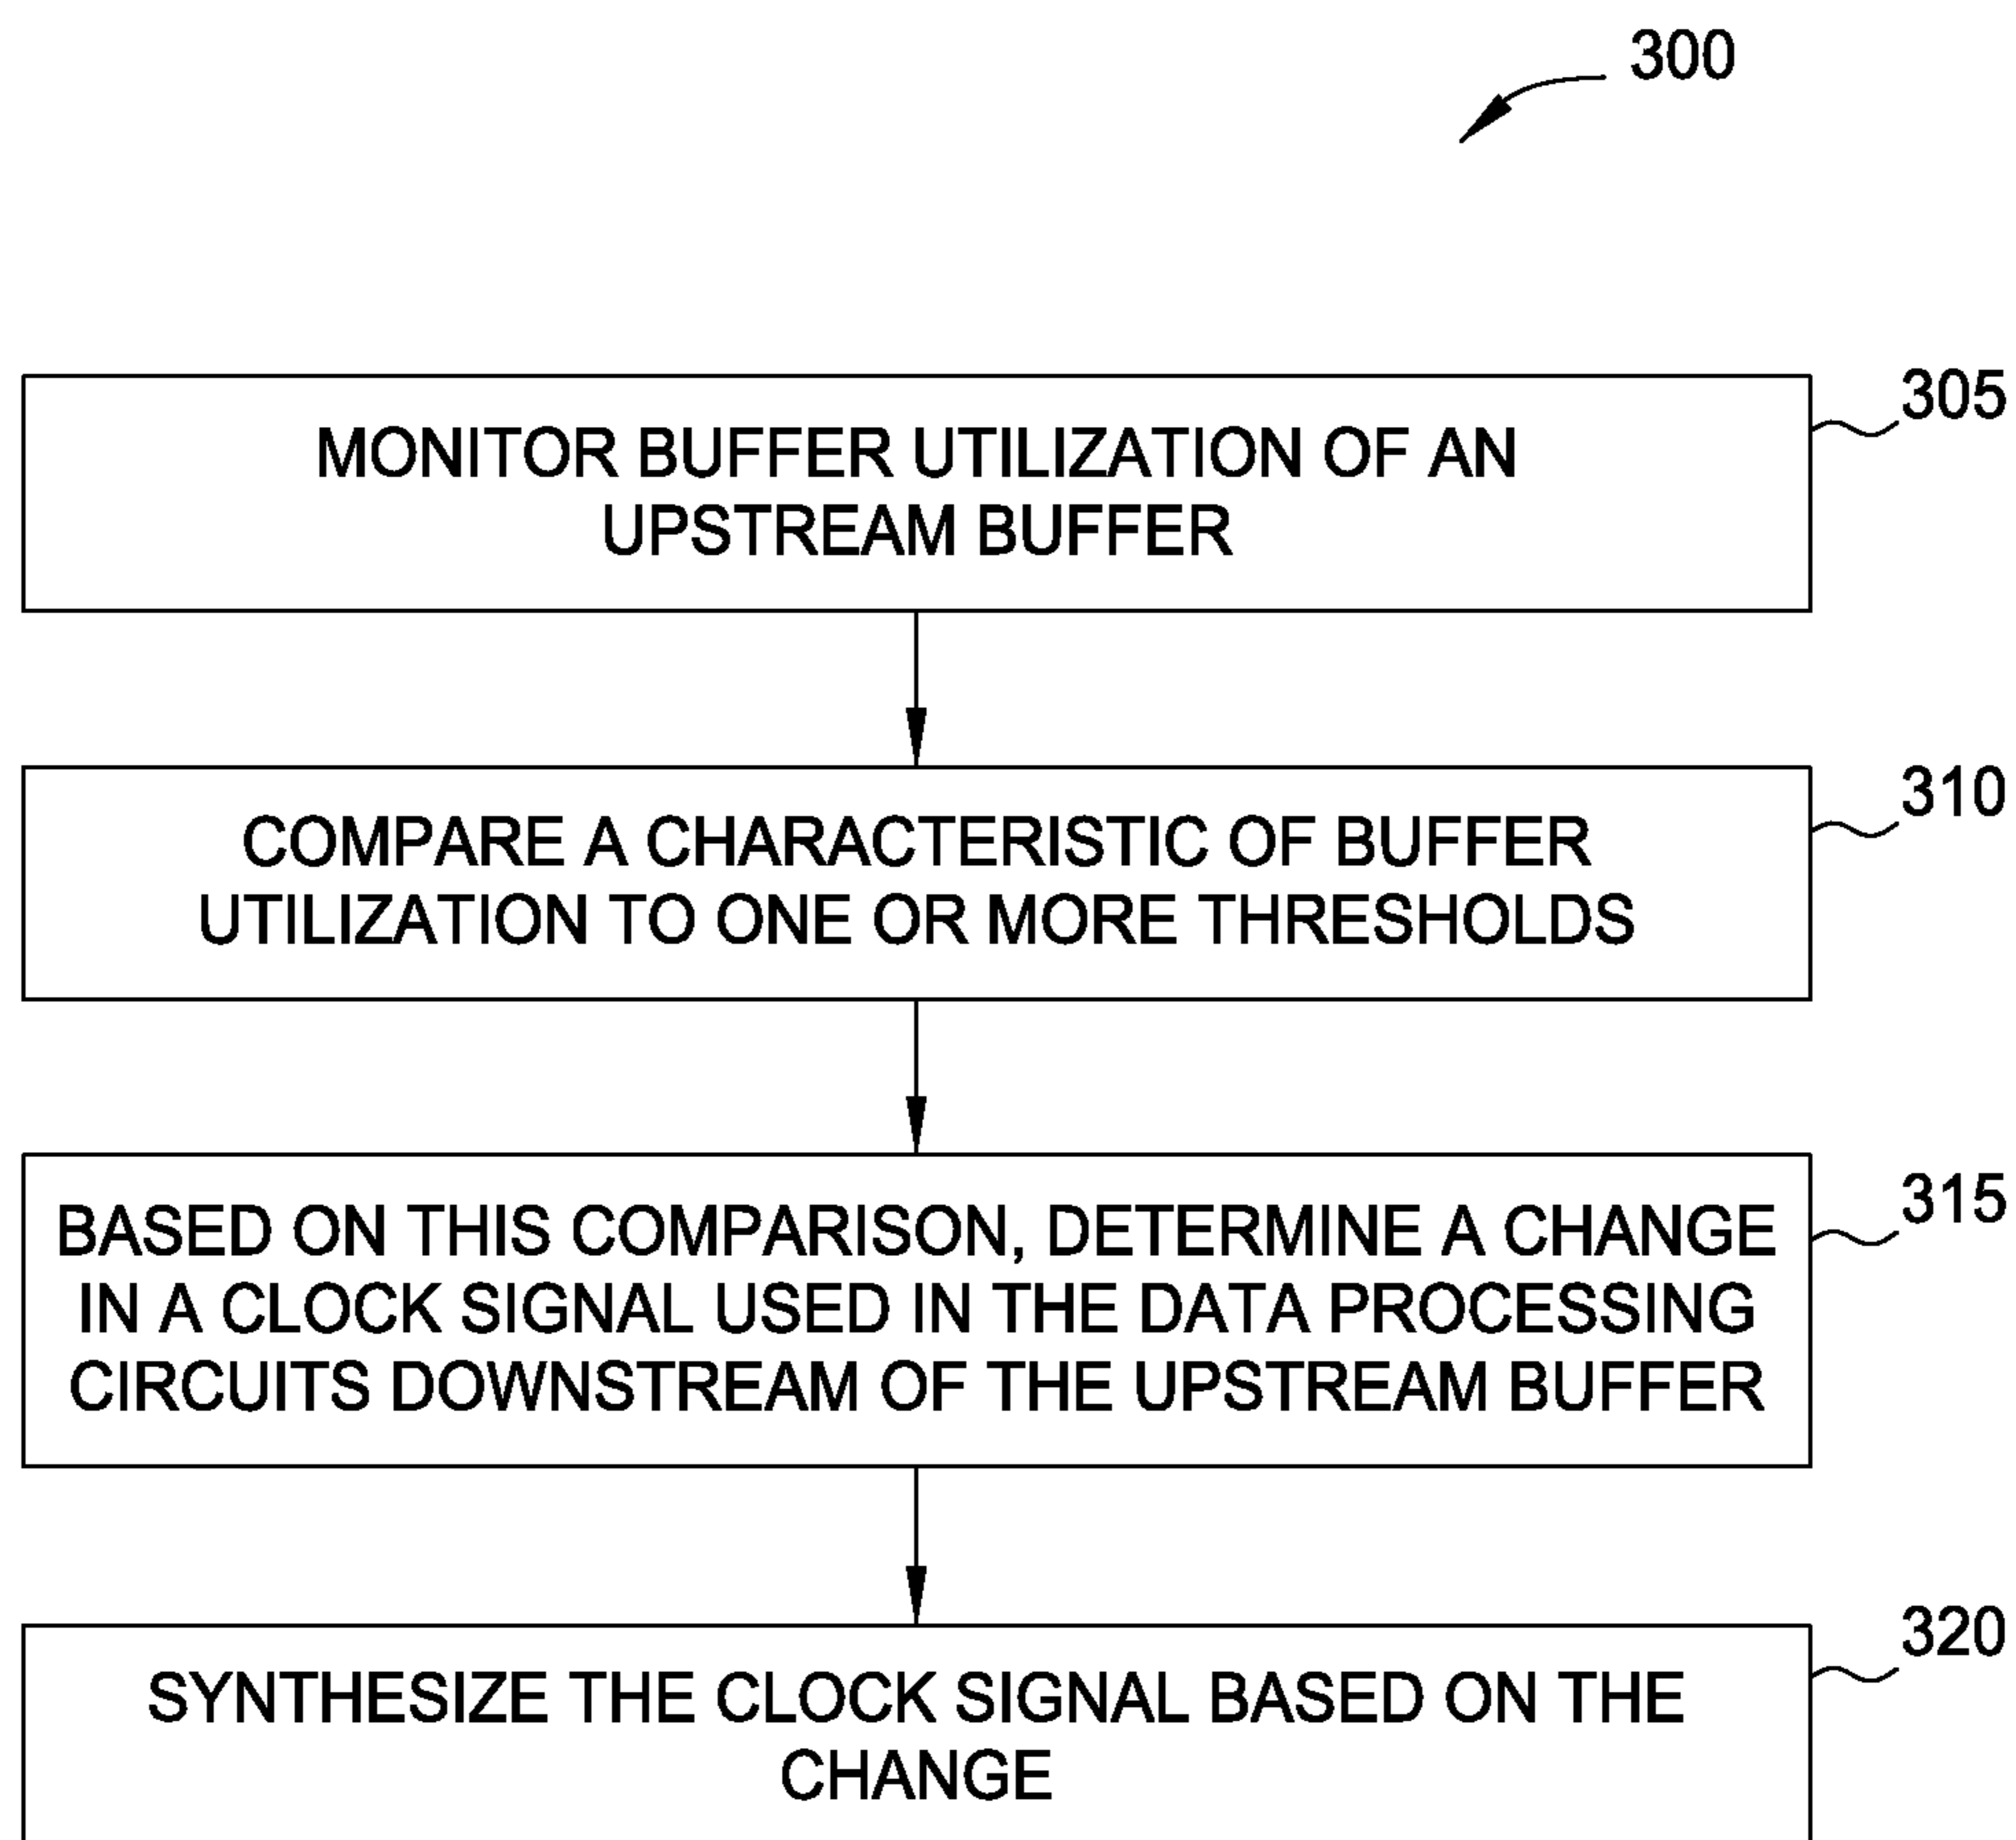 300
305
MONITOR BUFFER UTILIZATION OF AN
UPSTREAM BUFFER
310
COMPARE A CHARACTERISTIC OF BUFFER
UTILIZATION TO ONE OR MORE THRESHOLDS
315
BASED ON THIS COMPARISON, DETERMINE A CHANGE
IN A CLOCK SIGNAL USED IN THE DATA PROCESSING
CIRCUITS DOWNSTREAM OF THE UPSTREAM BUFFER
320
SYNTHESIZE THE CLOCK SIGNAL BASED ON THE
CHANGE